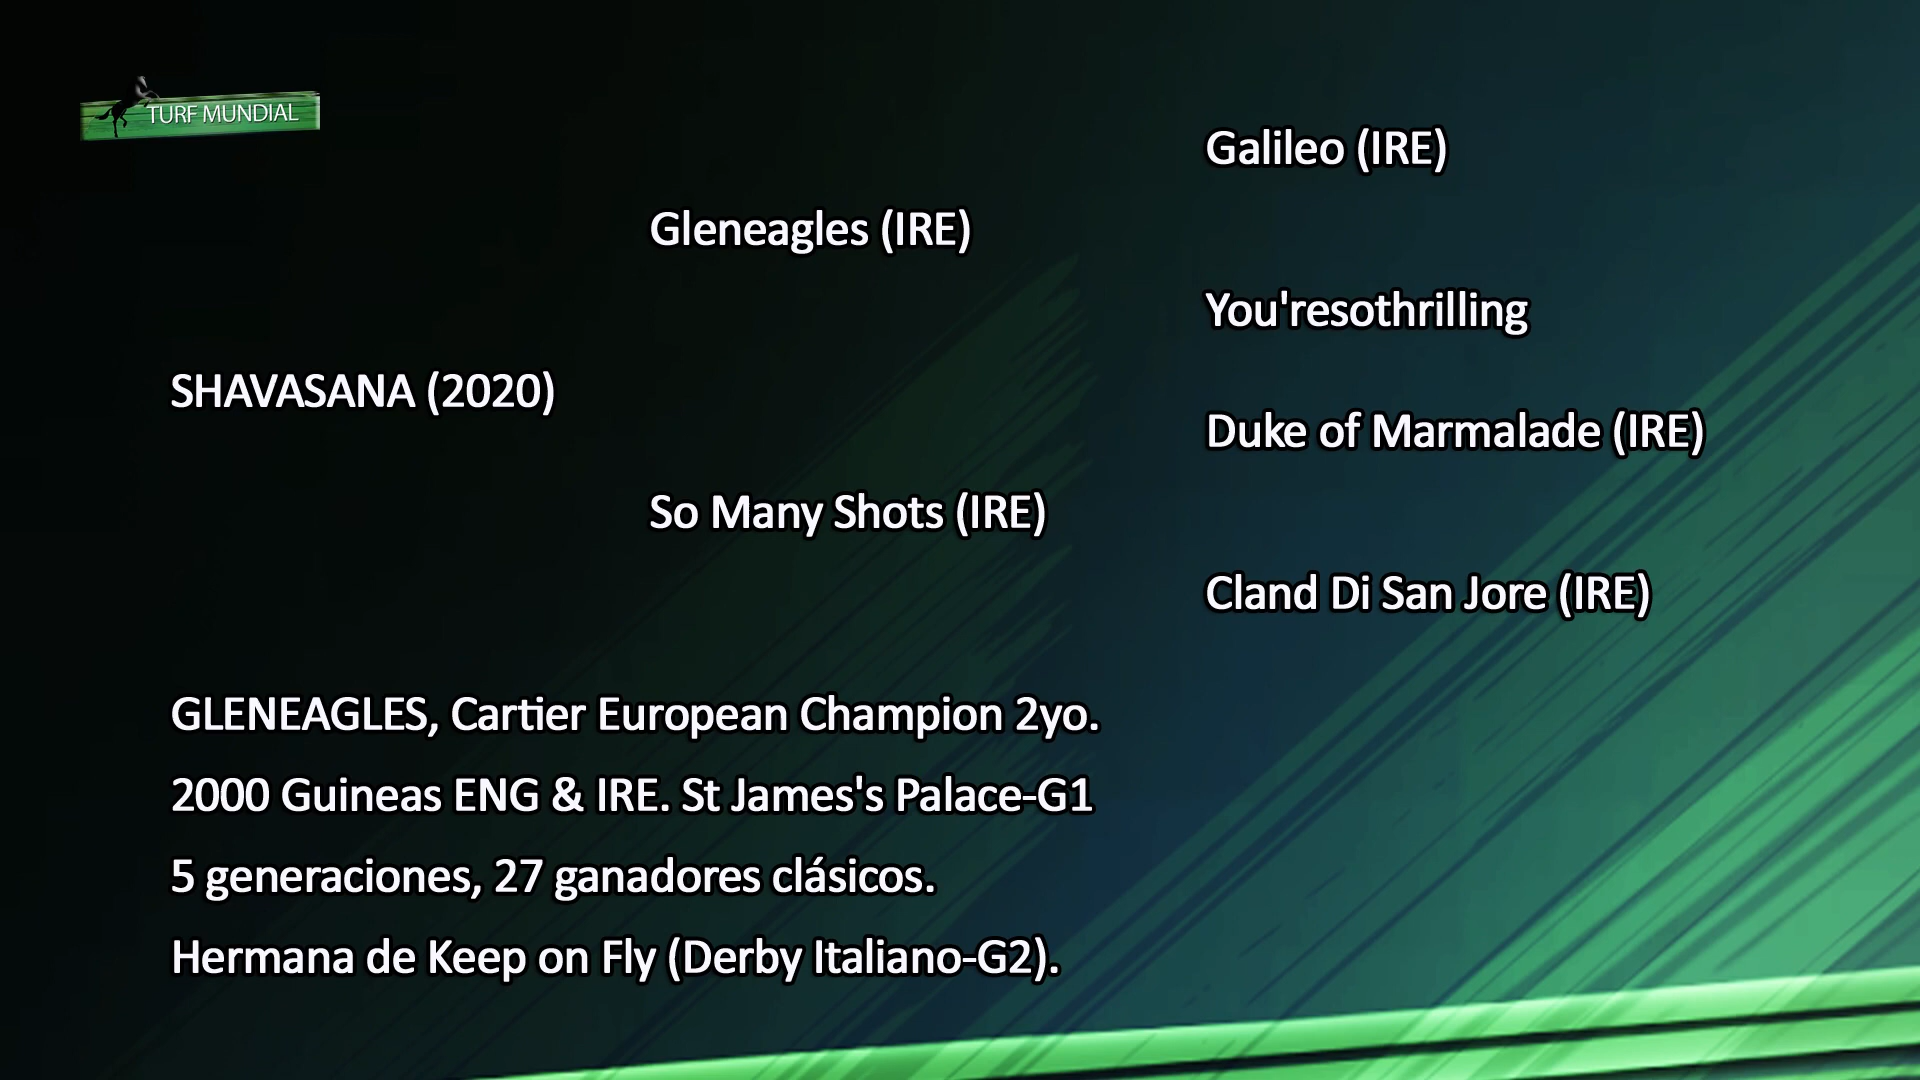 TURF MUNDIAL
Galileo (IRE)
Gleneagles (IRE)
You'resothrilling
SHAVASANA (2020)
Duke of Marmalade (IRE)
So Many Shots (IRE)
Cland Di San Jore (IRE)
GLENEAGLES, Cartier European Champion 2yo.
2000 Guineas ENG & IRE. St James's Palace-G1
5 generaciones, 27 ganadores clásicos.
Hermana de Keep on Fly (Derby Italiano-G2).